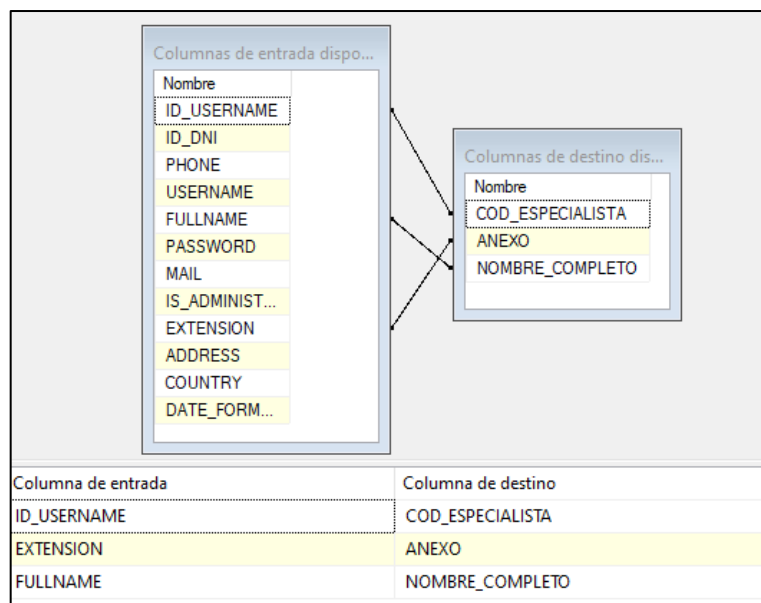 Columnas de entrada dispo...
Nombre
ID_USERNAME
ID_DNI
PHONE
USERNAME
FULLNAME
PASSWORD
MAIL
IS_ADMINIST...
EXTENSION
ADDRESS
COUNTRY
DATE_FORM...
Columnas de destino dis...
Nombre
COD_ESPECIALISTA
ANEXO
NOMBRE_COMPLETO
Columna de entrada Columna de destino
ID_USERNAME COD_ESPECIALISTA
EXTENSION ANEXO
FULLNAME NOMBRE_COMPLETO